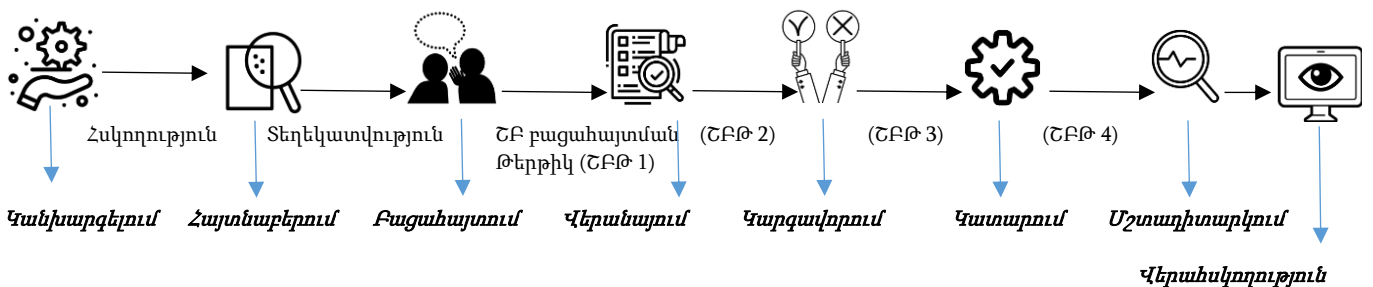 Հսկողություն
Տեղեկատվություն
ՇԲ բացահայտման
Թերթիկ (ՇԲԹ 1)
(ՇԲԹ 2)
(ՇԲԹ 3)
(ՇԲԹ 4)
Կանխարգելում
Հայտնաբերում
Բացահայտում
Վերանայում
Կարգավորում
Կատարում
Մշտադիտարկում
Վերահսկողություն